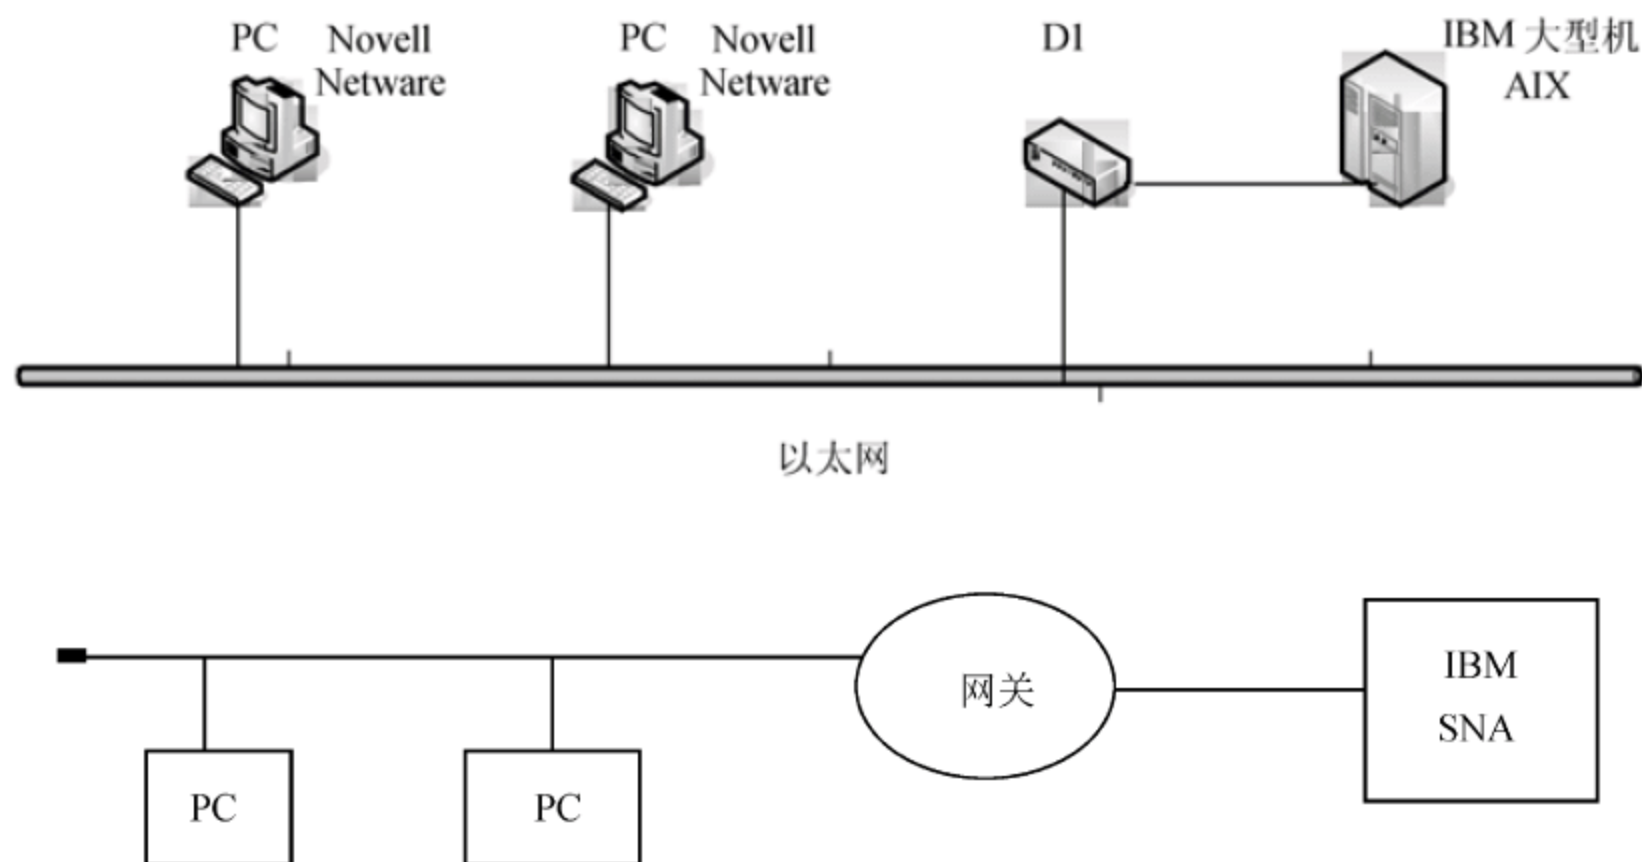 PC
Novell
Netware
PC
Novell
Netware
D1
IBM 大型机
AIX
以太网
网关
IBM
SNA
PC
PC